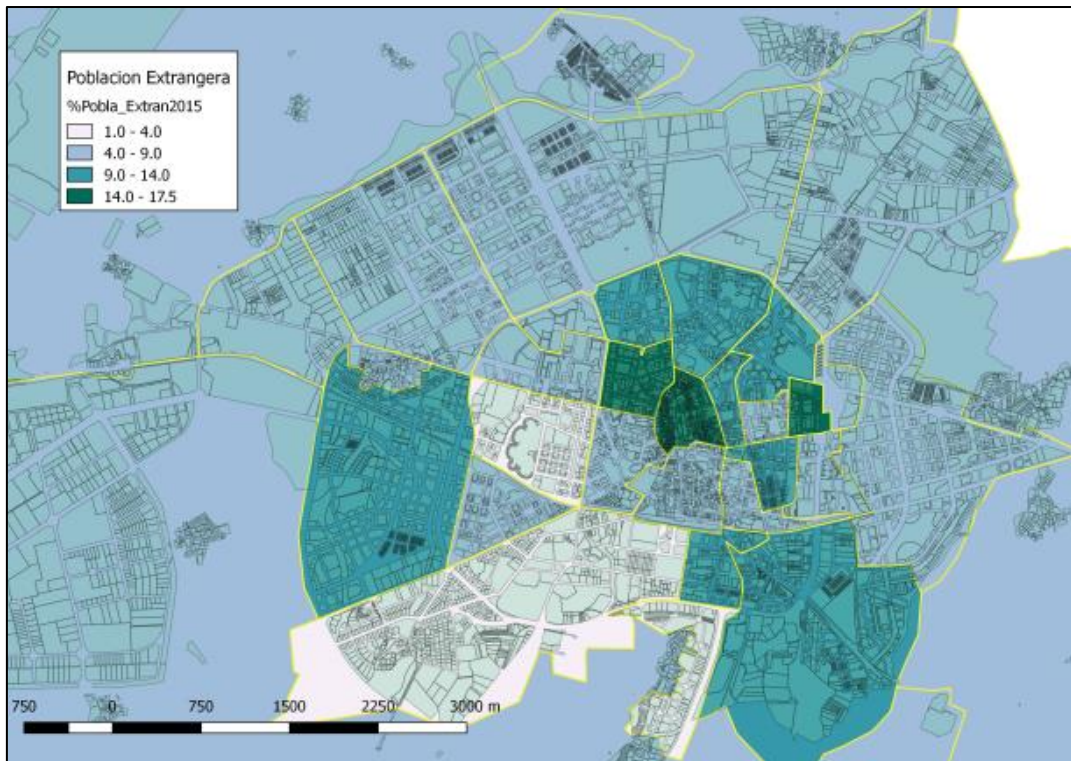 Poblacion Extrangera
%Pobla_Extran2015
1.0 - 4.0
4.0 - 9.0
9.0 - 14.0
14.0 - 17.5
750 0 750 1500 2250 3000 m